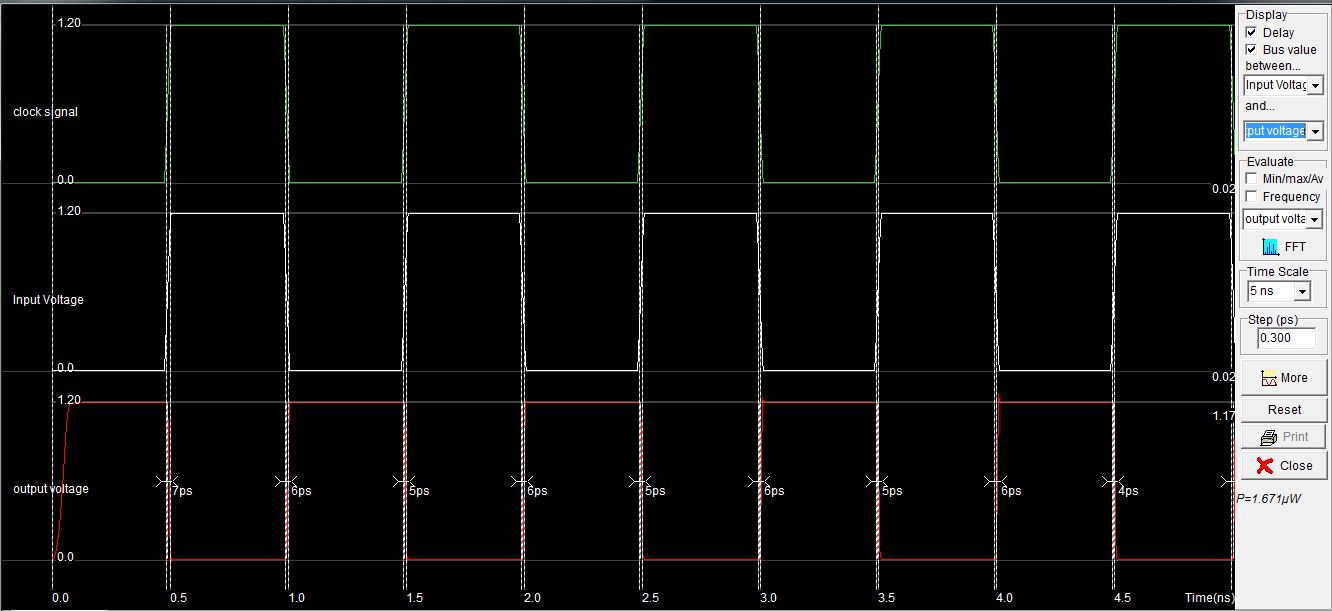 1.20
clock signal
0.0
0.02
1.20
Input Voltage
0.0
0.02
1.20
1.17
output voltage
7ps
6ps
5ps
6ps
5ps
6ps
5ps
6ps
4ps
0.0
0.0
0.5
1.0
1.5
2.0
2.5
3.0
3.5
4.0
4.5
Time(ns)
Display
Delay
Bus value
between...
Input Voltag
and...
tput voltage
Evaluate
Min/max/Av
Frequency
output volta
FFT
Time Scale
5 ns
Step (ps)
0.300
More
Reset
Print
Close
P=1.671µW